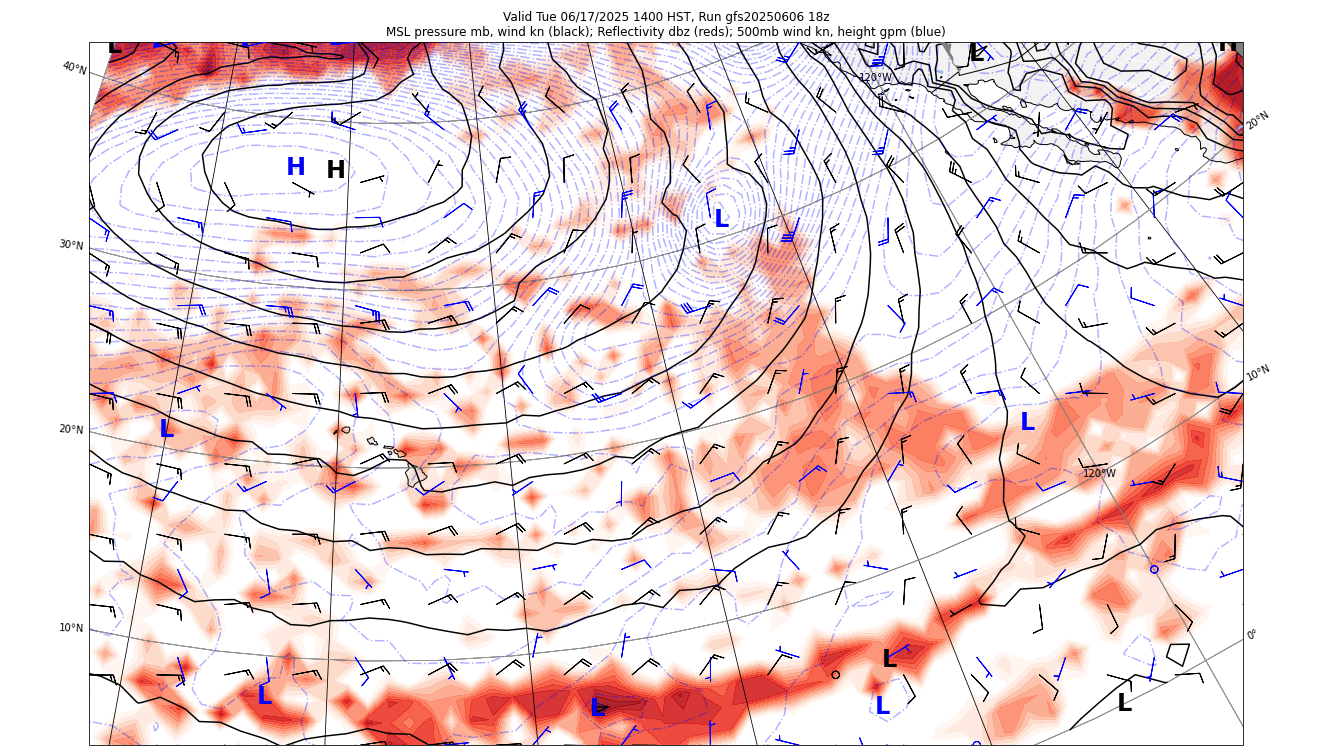 Valid Tue 06/17/2025 1400 HST, Run gfs20250606 18z
MSL pressure mb, wind kn (black); Reflectivity dbz (reds); 500mb wind kn, height gpm (blue)
L
L
H
40°N
120°W
20°N
H
H
L
30°N
10°N
L
L
20°N
120°W
10°N
0°
L
L
L
L
L
L